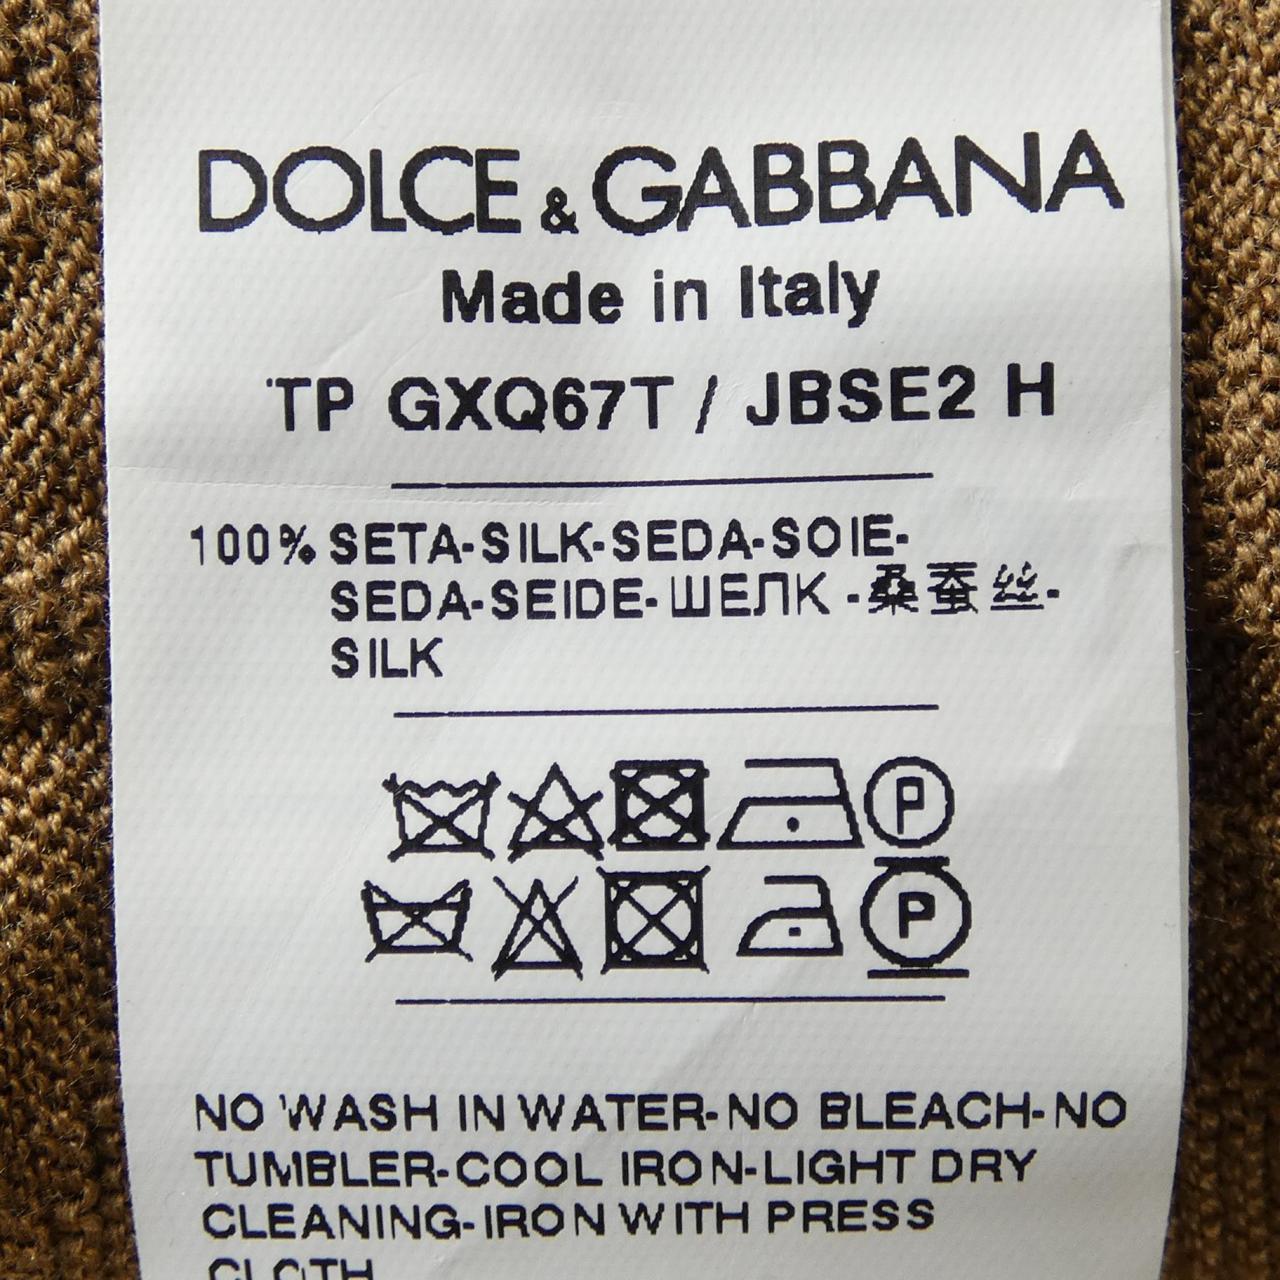 DOLCE & GABBANA
Made in Italy
TP GXQ67T / JBSE2 H
100% SETA-SILK-SEDA-SOIE-
SEDA-SEIDE-ШЕЛК-桑蚕丝-
SILK
P
P
NO WASH IN WATER-NO BLEACH-NO
TUMBLER-COOL IRON-LIGHT DRY
CLEANING-IRON WITH PRESS
CLOTH